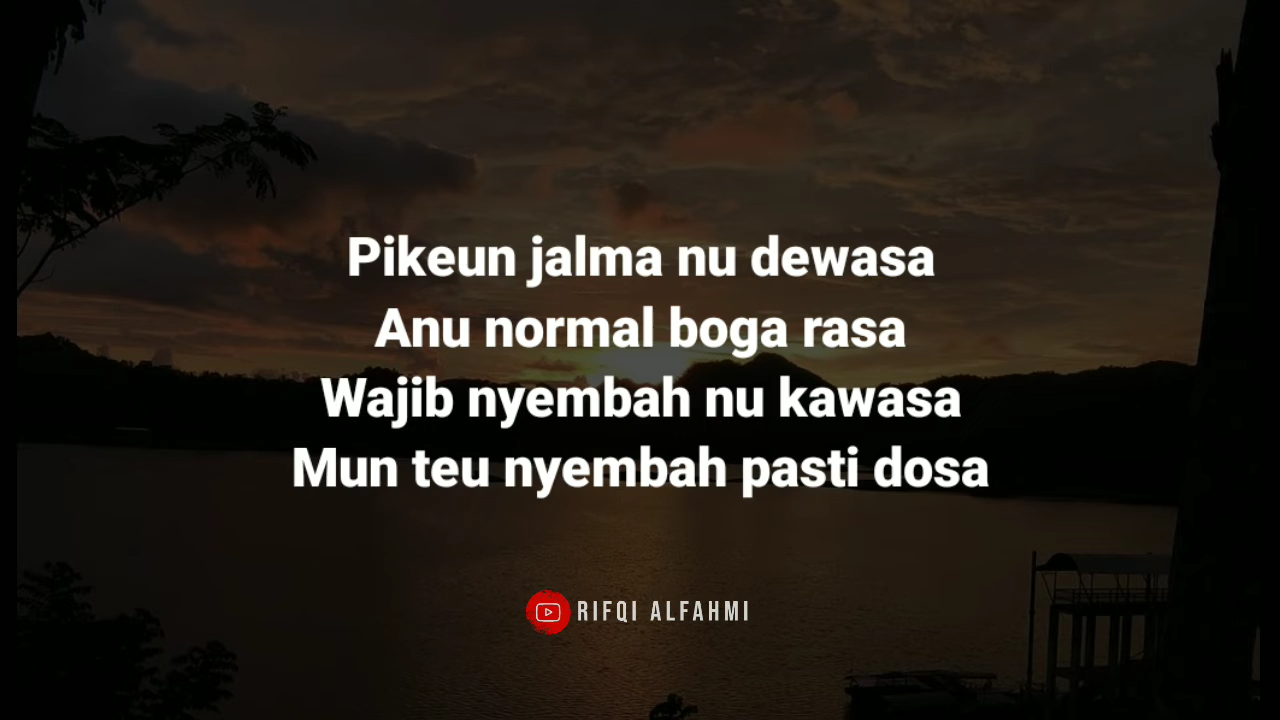 Pikeun jalma nu dewasa
Anu normal boga rasa
Wajib nyembah nu kawasa
Mun teu nyembah pasti dosa
RIFQI ALFAHMI